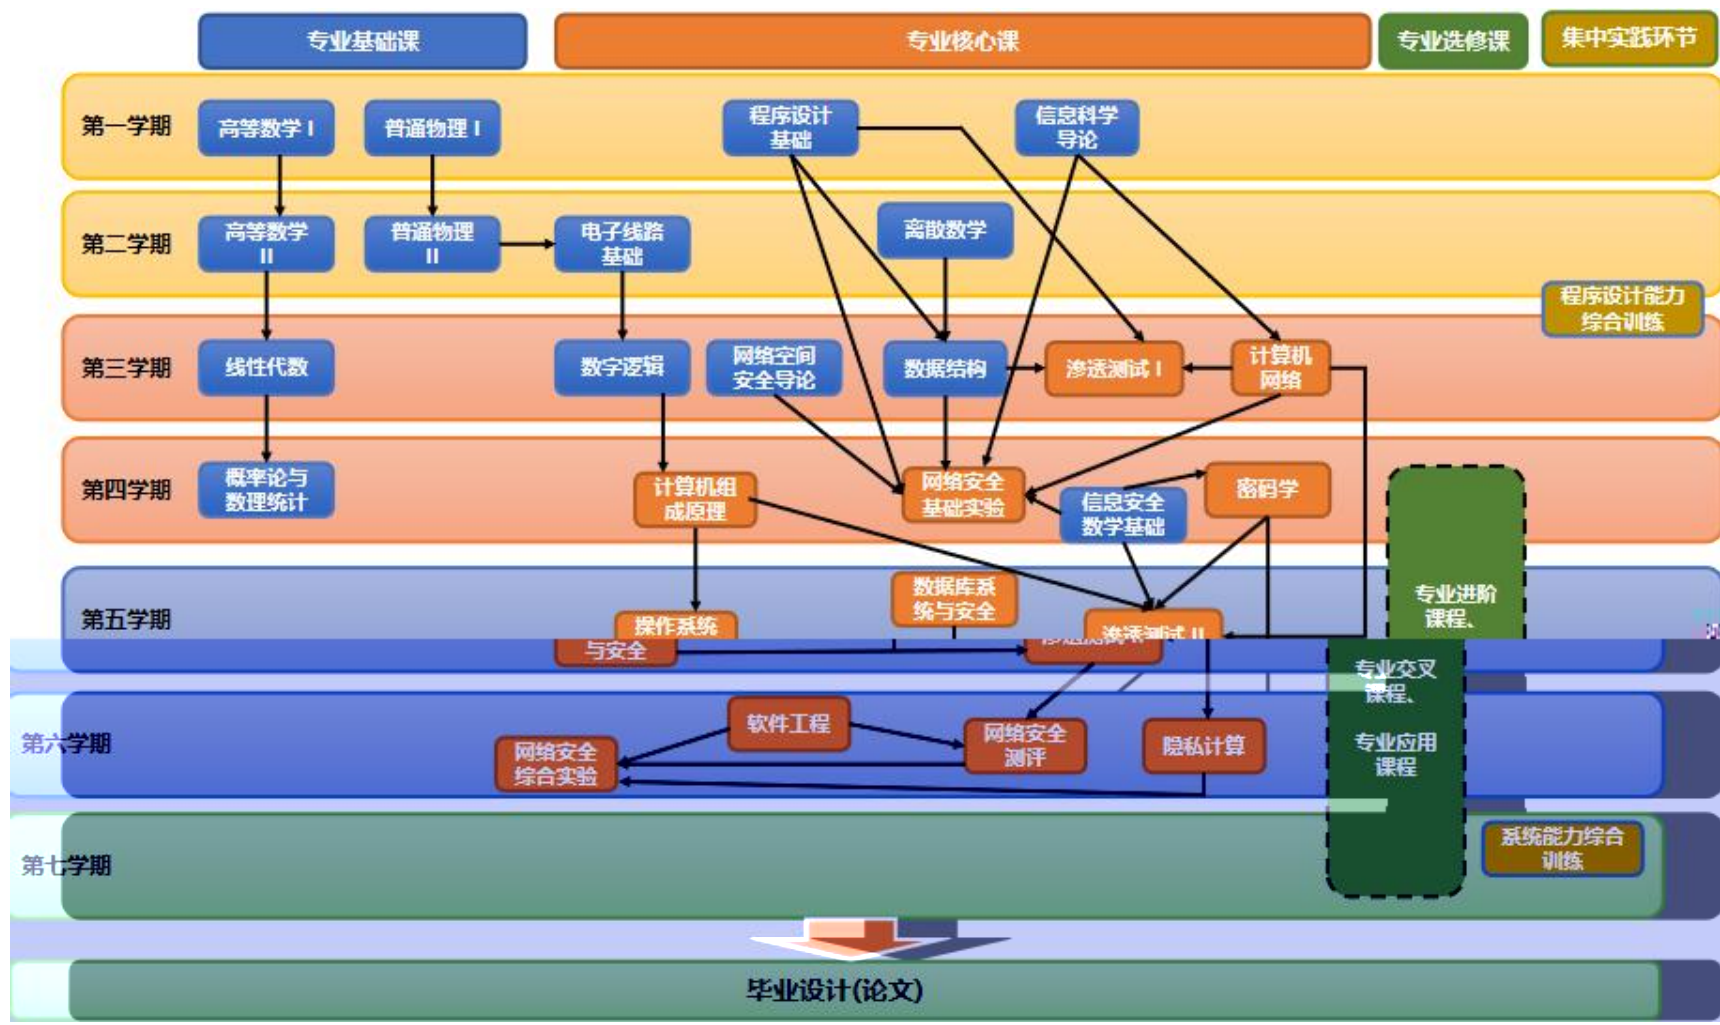 专业基础课
专业核心课
专业选修课
集中实践环节
第一学期
高等数学 I
普通物理 I
程序设计
基础
信息科学
导论
第二学期
高等数学
II
普通物理
II
电子线路
基础
离散数学
程序设计能力
综合训练
第三学期
线性代数
数字逻辑
网络空间
安全导论
数据结构
渗透测试 I
计算机
网络
第四学期
概率论与
数理统计
计算机组
成原理
网络安全
基础实验
信息安全
数学基础
密码学
第五学期
操作系统
与安全
数据库系
统与安全
渗透测试 II
专业进阶
课程、
专业交叉
课程、
专业应用
课程
第六学期
网络安全
综合实验
软件工程
网络安全
测评
隐私计算
第七学期
系统能力综合
训练
毕业设计(论文)